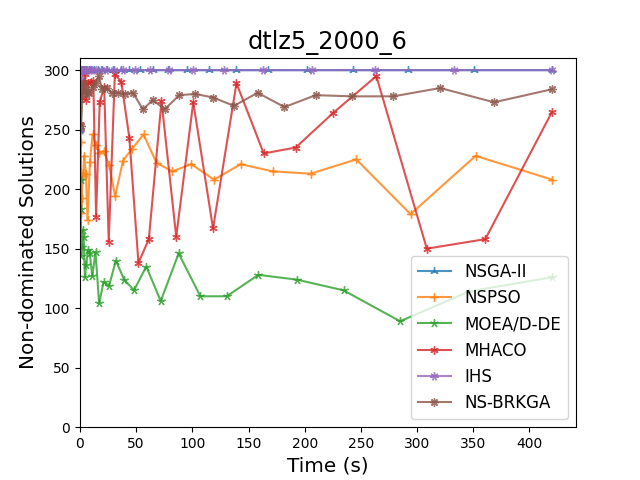 dtlz5_2000_6
Non-dominated Solutions
300
250
200
150
100
50
0
0 50 100 150 200 250 300 350 400
Time (s)
NSGA-II
NSPSO
MOEA/D-DE
MHACO
IHS
NS-BRKGA